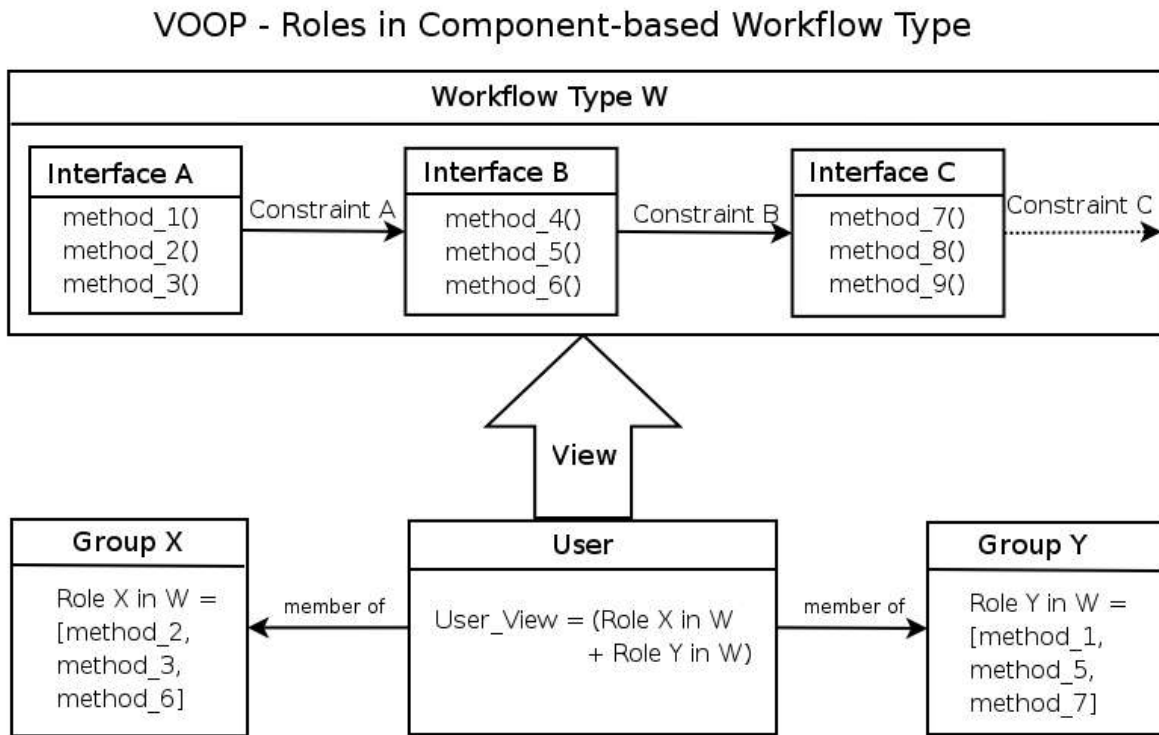 VOOP - Roles in Component-based Workflow Type
Workflow Type W
Interface A
method_1()
method_2()
method_3()
Constraint A
Interface B
method_4()
method_5()
method_6()
Constraint B
Interface C
method_7()
method_8()
method_9()
Constraint C
View
Group X
Role X in W =
[method_2,
method_3,
method_6]
member of
User
User_View = (Role X in W
+ Role Y in W)
member of
Group Y
Role Y in W =
[method_1,
method_5,
method_7]